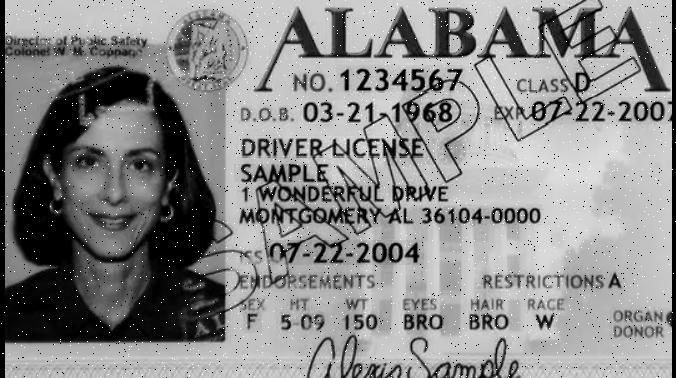 Director of Public Safety
Colonel W. M. Coppage
ALABAMA
NO. 1234567 CLASS D
D.O.B. 03-21-1968 EXP 07-22-2007
DRIVER LICENSE
SAMPLE
1 WONDERFUL DRIVE
MONTGOMERY AL 36104-0000
ISS 07-22-2004
ENDORSEMENTS RESTRICTIONS A
SEX HT WT EYES HAIR RACE
F 5-09 150 BRO BRO W
ORGAN
DONOR
Alexis Sample
SAMPLE